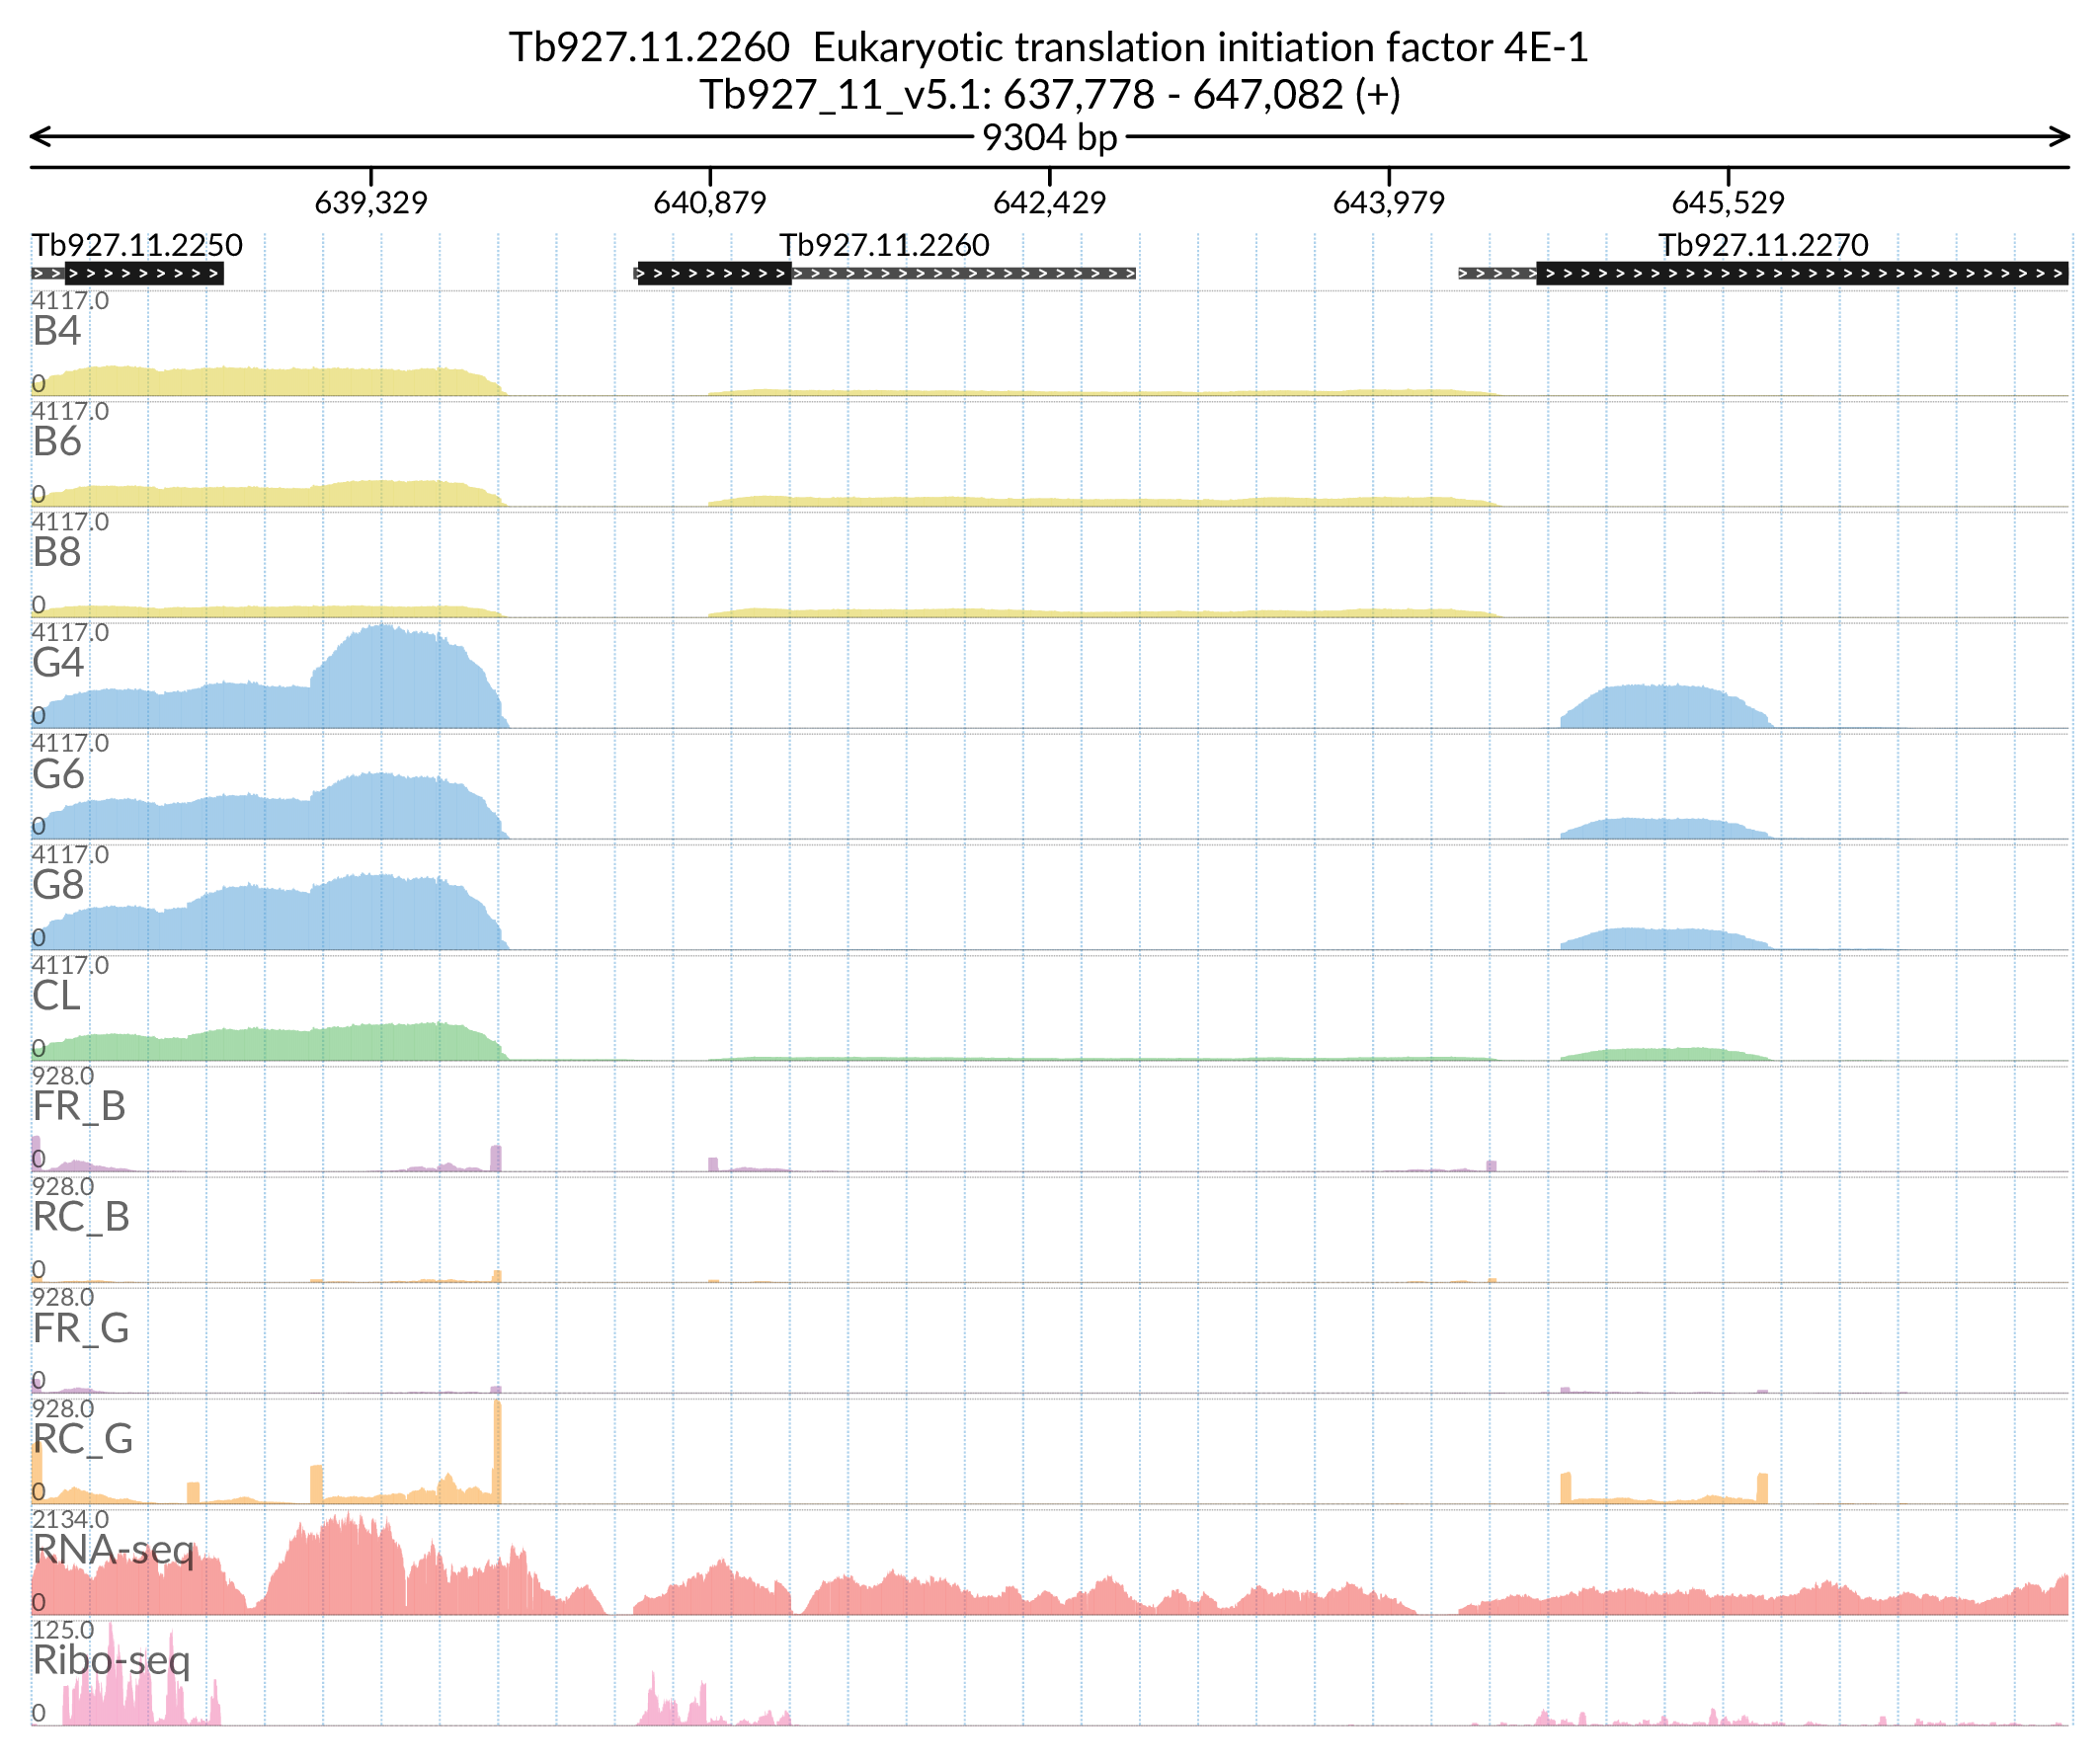 Tb927.11.2260  Eukaryotic translation initiation factor 4E-1
Tb927_11_v5.1: 637,778 - 647,082 (+)
9304 bp
639,329 640,879 642,429 643,979 645,529
Tb927.11.2250 Tb927.11.2260 Tb927.11.2270
4117.0
B4
0
4117.0
B6
0
4117.0
B8
0
4117.0
G4
0
4117.0
G6
0
4117.0
G8
0
4117.0
CL
0
928.0
FR_B
0
928.0
RC_B
0
928.0
FR_G
0
928.0
RC_G
0
2134.0
RNA-seq
0
125.0
Ribo-seq
0